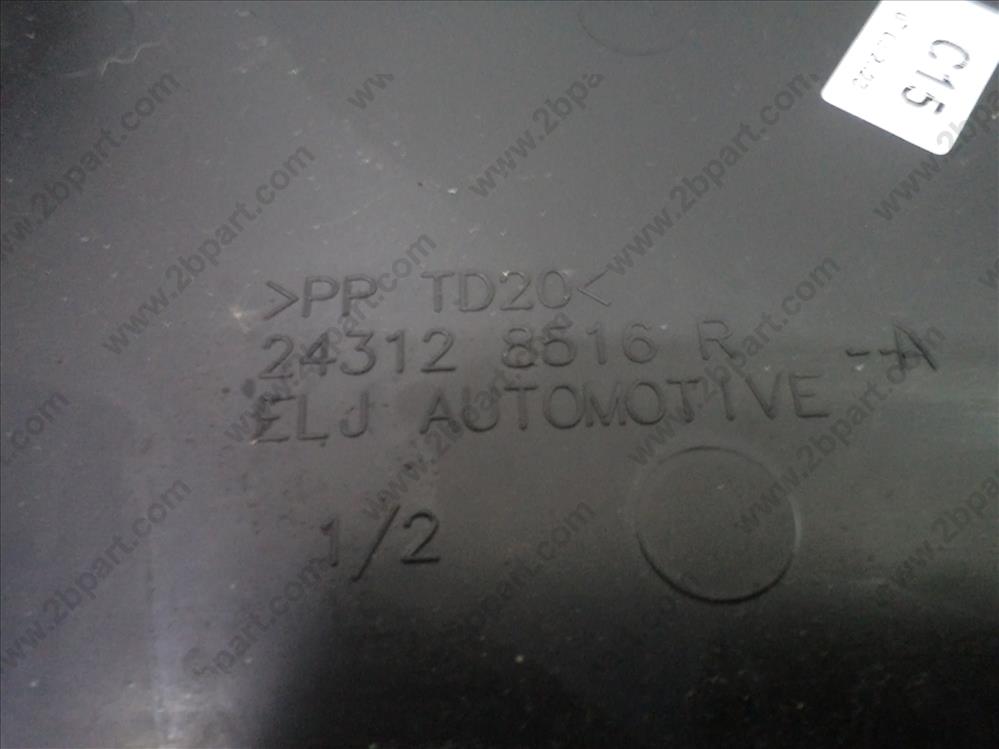 C15
>PP TD20<
24312 8516 R --A
ELJ AUTOMOTIVE
1/2
www.2bpart.com